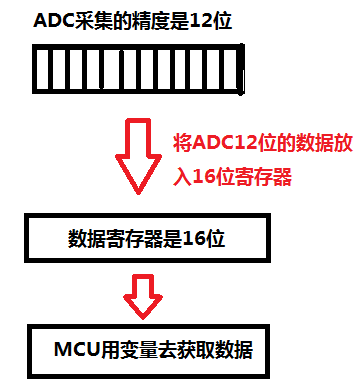 ADC采集的精度是12位
将ADC12位的数据放
入16位寄存器
数据寄存器是16位
MCU用变量去获取数据